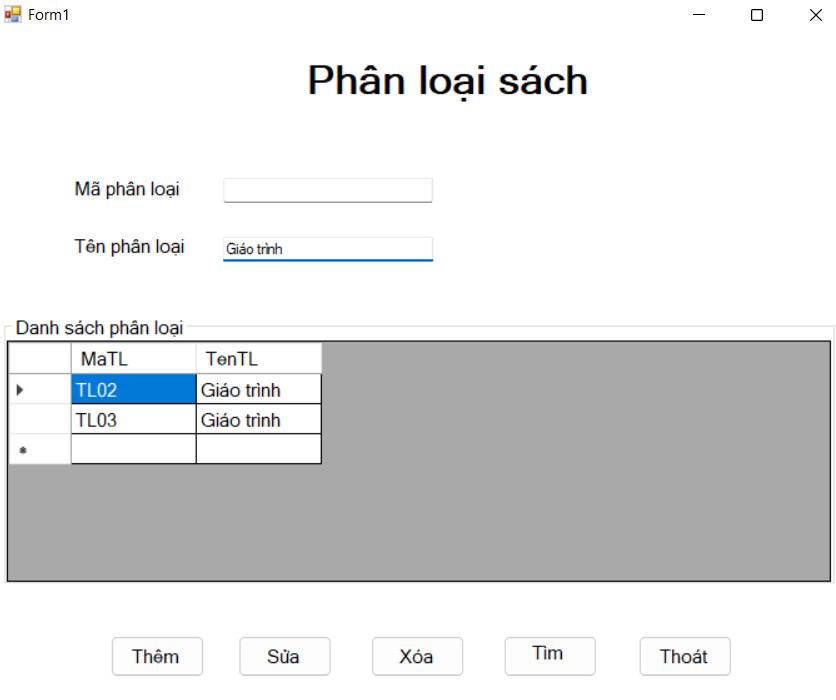 Form1
Phân loại sách
Mã phân loại
Tên phân loại Giáo trình
Danh sách phân loại
MaTL TenTL
TL02 Giáo trình
TL03 Giáo trình
Thêm Sửa Xóa Tìm Thoát